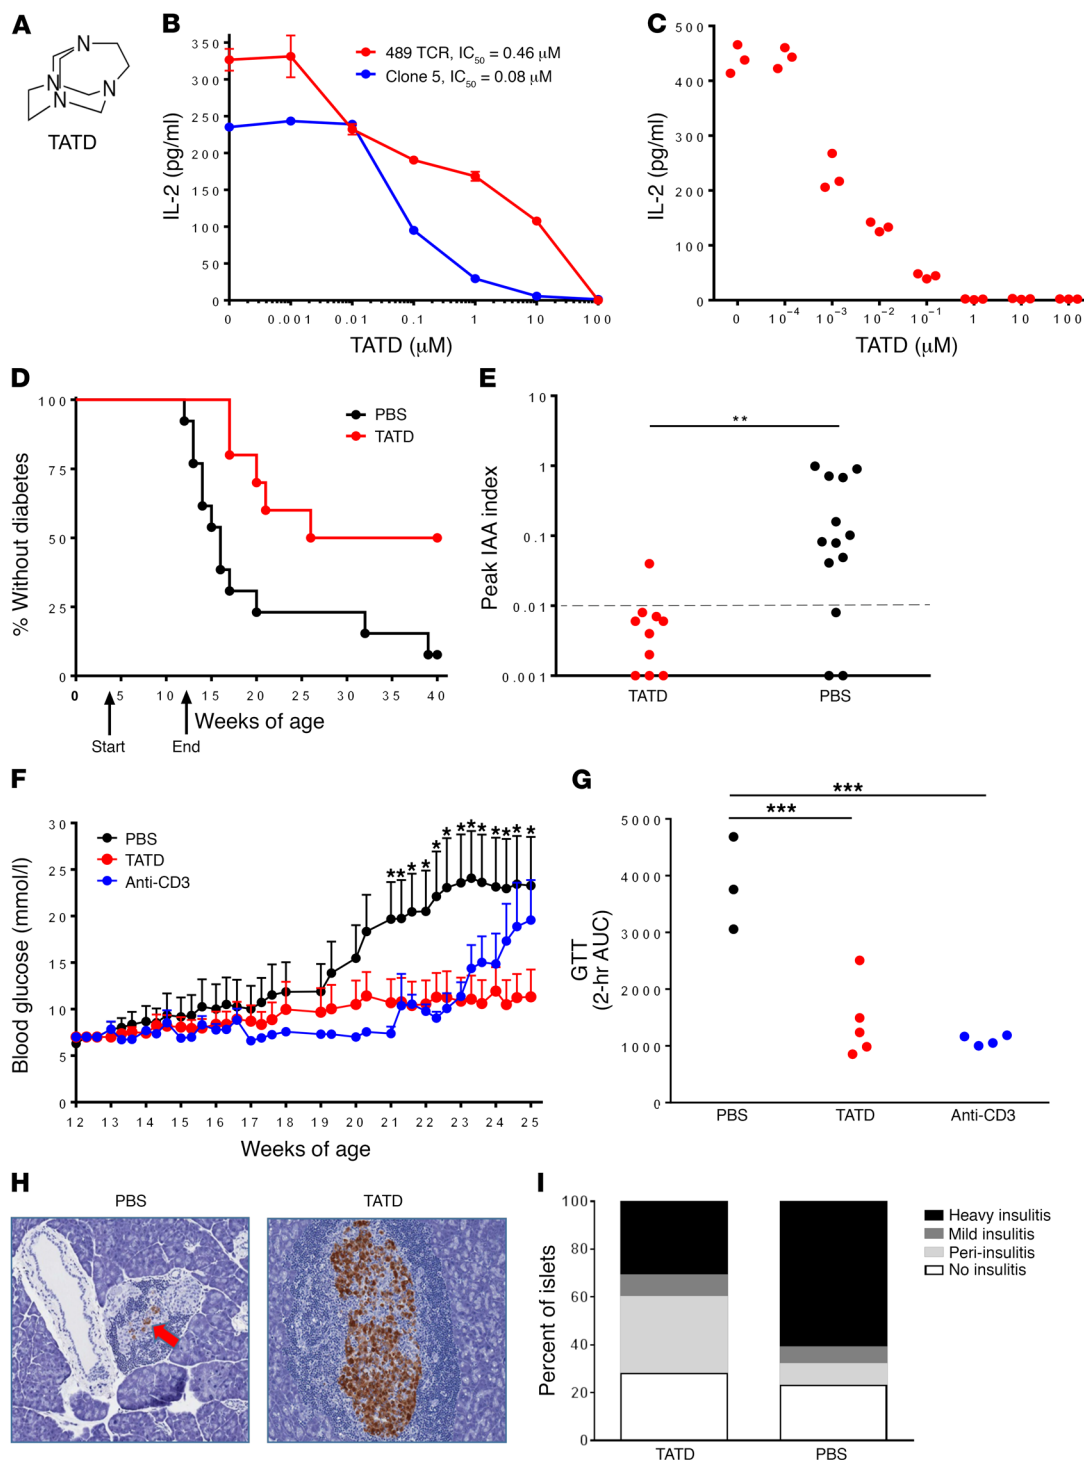 A
N
N
N
N
TATD
B
489 TCR, IC50 = 0.46 μM
Clone 5, IC50 = 0.08 μM
IL-2 (pg/ml)
350
300
250
200
150
100
50
0
0 0.001 0.01 0.1 1 10 100
TATD (μM)
C
IL-2 (pg/ml)
500
400
300
200
100
0
0 10⁻⁴ 10⁻³ 10⁻² 10⁻¹ 1 10 100
TATD (μM)
D
PBS
TATD
% Without diabetes
100
75
50
25
0
0 5 10 15 20 25 30 35 40
Weeks of age
Start
End
E
Peak IAA index
10
1
0.1
0.01
0.001
**
TATD PBS
F
PBS
TATD
Anti-CD3
Blood glucose (mmol/l)
30
25
20
15
10
5
0
* * * * * * * * * * * *
12 13 14 15 16 17 18 19 20 21 22 23 24 25
Weeks of age
G
***
***
GTT
(2-hr AUC)
5000
4000
3000
2000
1000
0
PBS TATD Anti-CD3
H
PBS
TATD
I
Percent of islets
100
80
60
40
20
0
TATD PBS
Heavy insulitis
Mild insulitis
Peri-insulitis
No insulitis